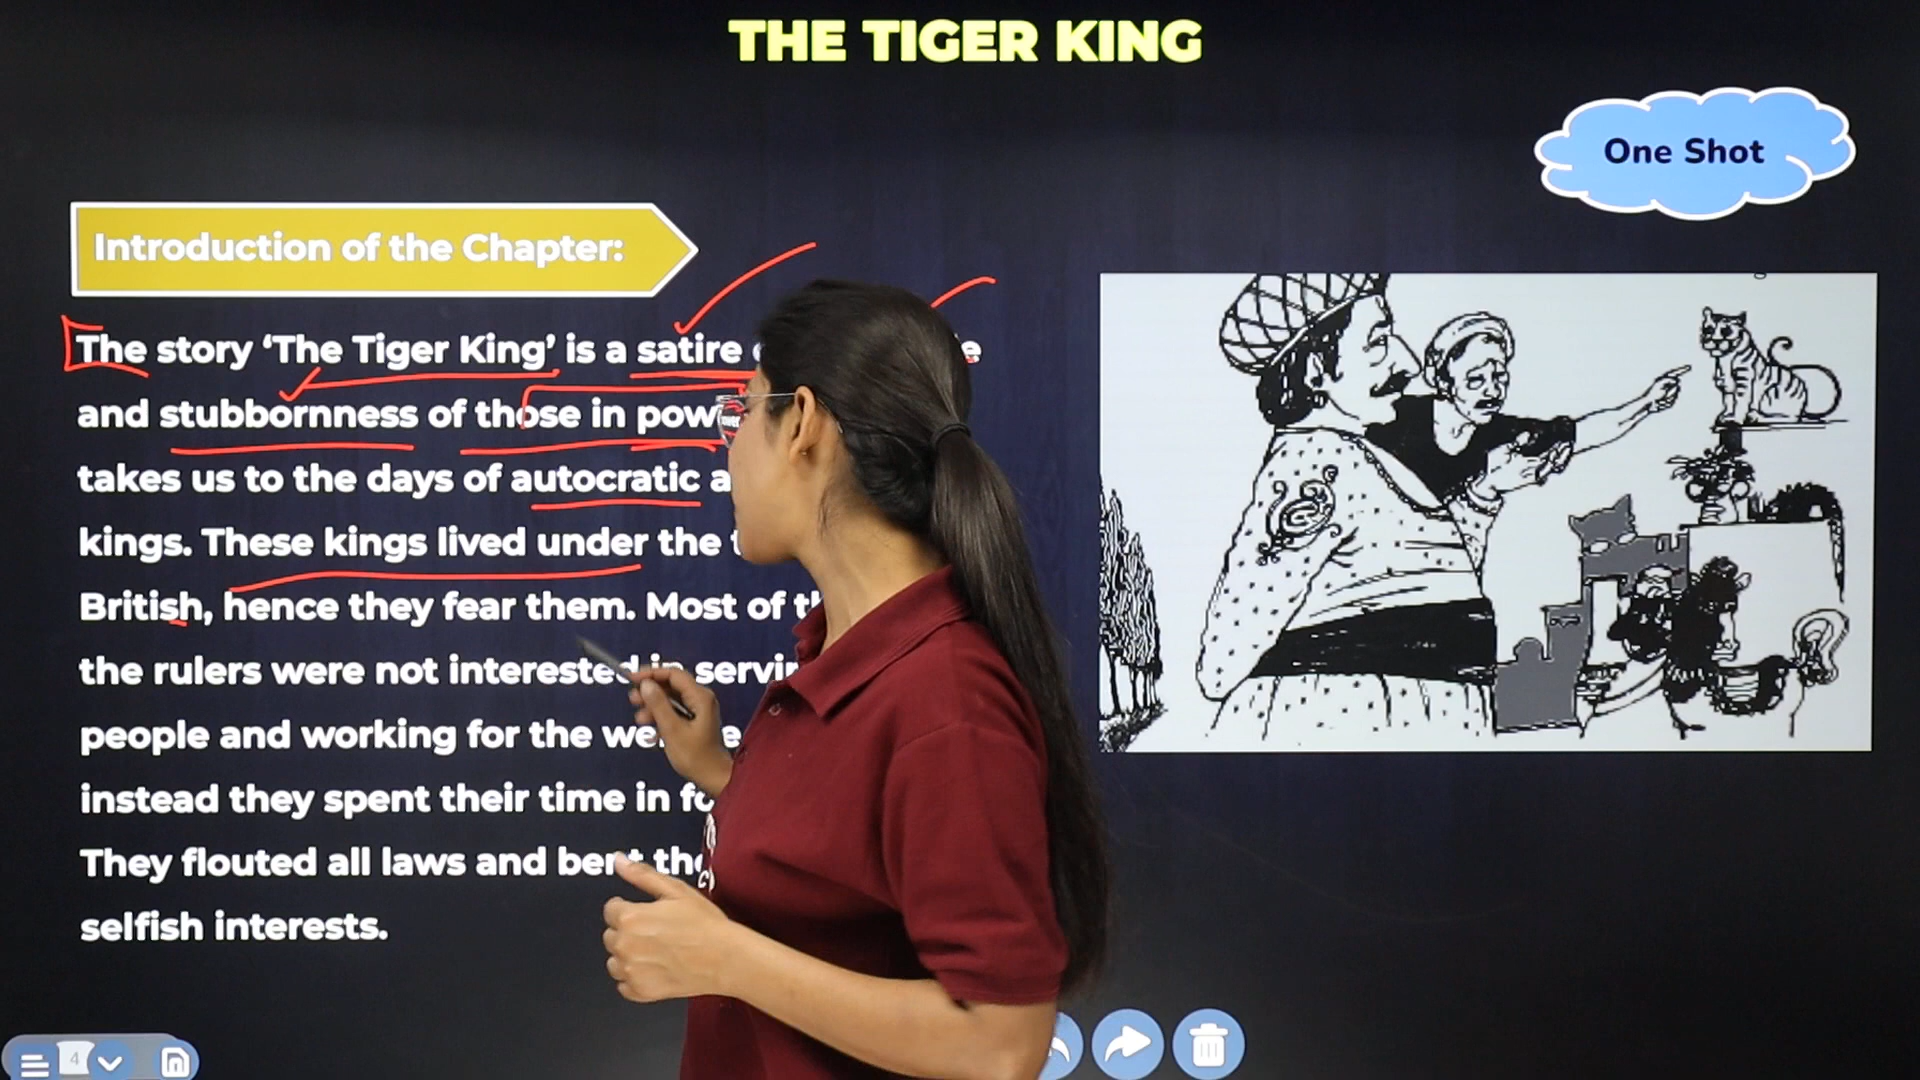 THE TIGER KING
One Shot
Introduction of the Chapter:
The story ‘The Tiger King’ is a satire
and stubbornness of those in
takes us to the days of autocratic
kings. These kings lived under the
British, hence they fear them. Most of
the rulers were not interested in
people and working for the
instead they spent their time in
They flouted all laws and bent
selfish interests.
4